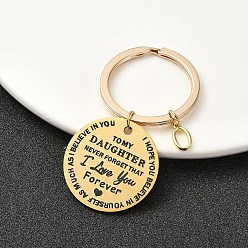 I HOPE YOU BELIEVE IN YOURSELF AS MUCH AS I BELIEVE IN YOU
TO MY
DAUGHTER
NEVER FORGET THAT
I Love You
Forever